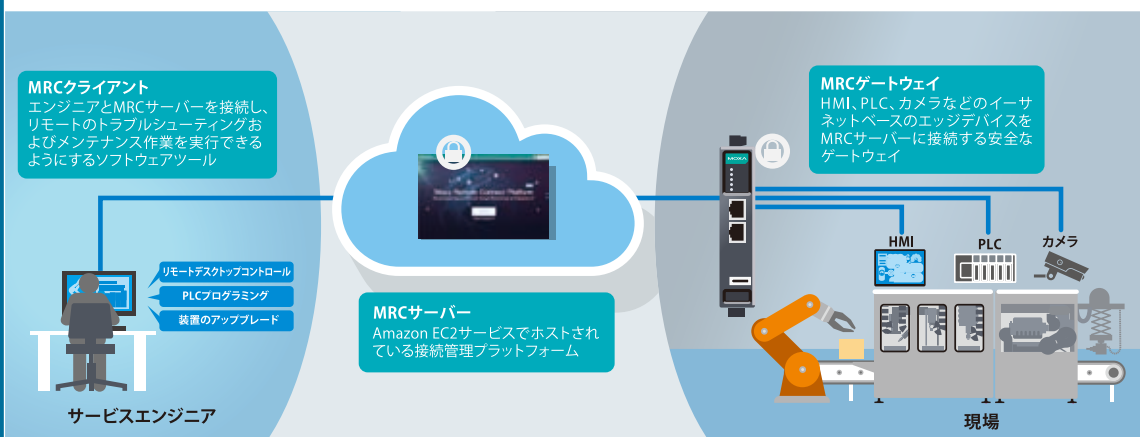 MRCクライアント
エンジニアとMRCサーバーを接続し、
リモートのトラブルシューティングお
よびメンテナンス作業を実行できる
ようにするソフトウェアツール
リモートデスクトップコントロール
PLCプログラミング
装置のアップブレード
サービスエンジニア
Moxa Remote Connect Platform
MRCサーバー
Amazon EC2サービスでホストされ
ている接続管理プラットフォーム
MRCゲートウェイ
HMI、PLC、カメラなどのイーサ
ネットベースのエッジデバイスを
MRCサーバーに接続する安全な
ゲートウェイ
MOXA
HMI
PLC
カメラ
現場